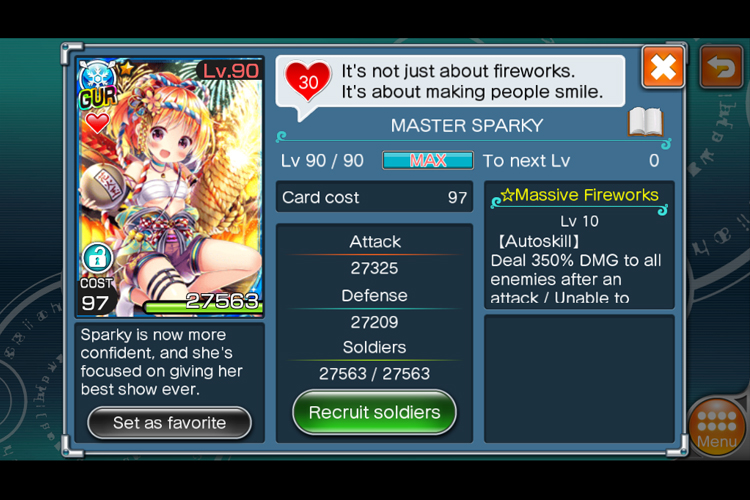 GUR
Lv.90
COST
97
27563
Sparky is now more
confident, and she's
focused on giving her
best show ever.
Set as favorite
30
It's not just about fireworks.
It's about making people smile.
MASTER SPARKY
Lv 90 / 90
MAX
To next Lv
0
Card cost
97
Attack
27325
Defense
27209
Soldiers
27563 / 27563
Recruit soldiers
☆Massive Fireworks
Lv 10
【Autoskill】
Deal 350% DMG to all
enemies after an
attack / Unable to
Menu